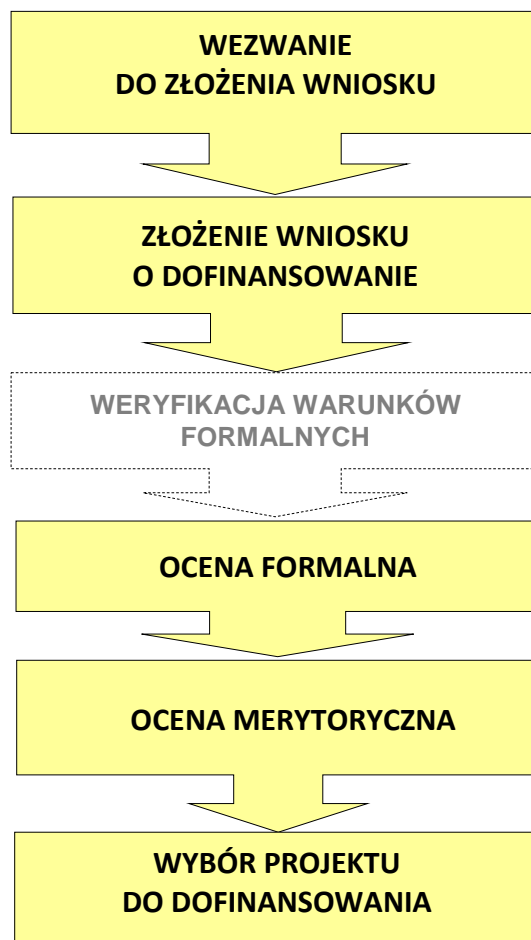 WEZWANIE
DO ZŁOŻENIA WNIOSKU
ZŁOŻENIE WNIOSKU
O DOFINANSOWANIE
WERYFIKACJA WARUNKÓW
FORMALNYCH
OCENA FORMALNA
OCENA MERYTORYCZNA
WYBÓR PROJEKTU
DO DOFINANSOWANIA